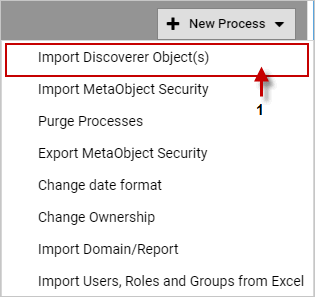 New Process
Import Discoverer Object(s)
Import MetaObject Security
1
Purge Processes
Export MetaObject Security
Change date format
Change Ownership
Import Domain/Report
Import Users, Roles and Groups from Excel